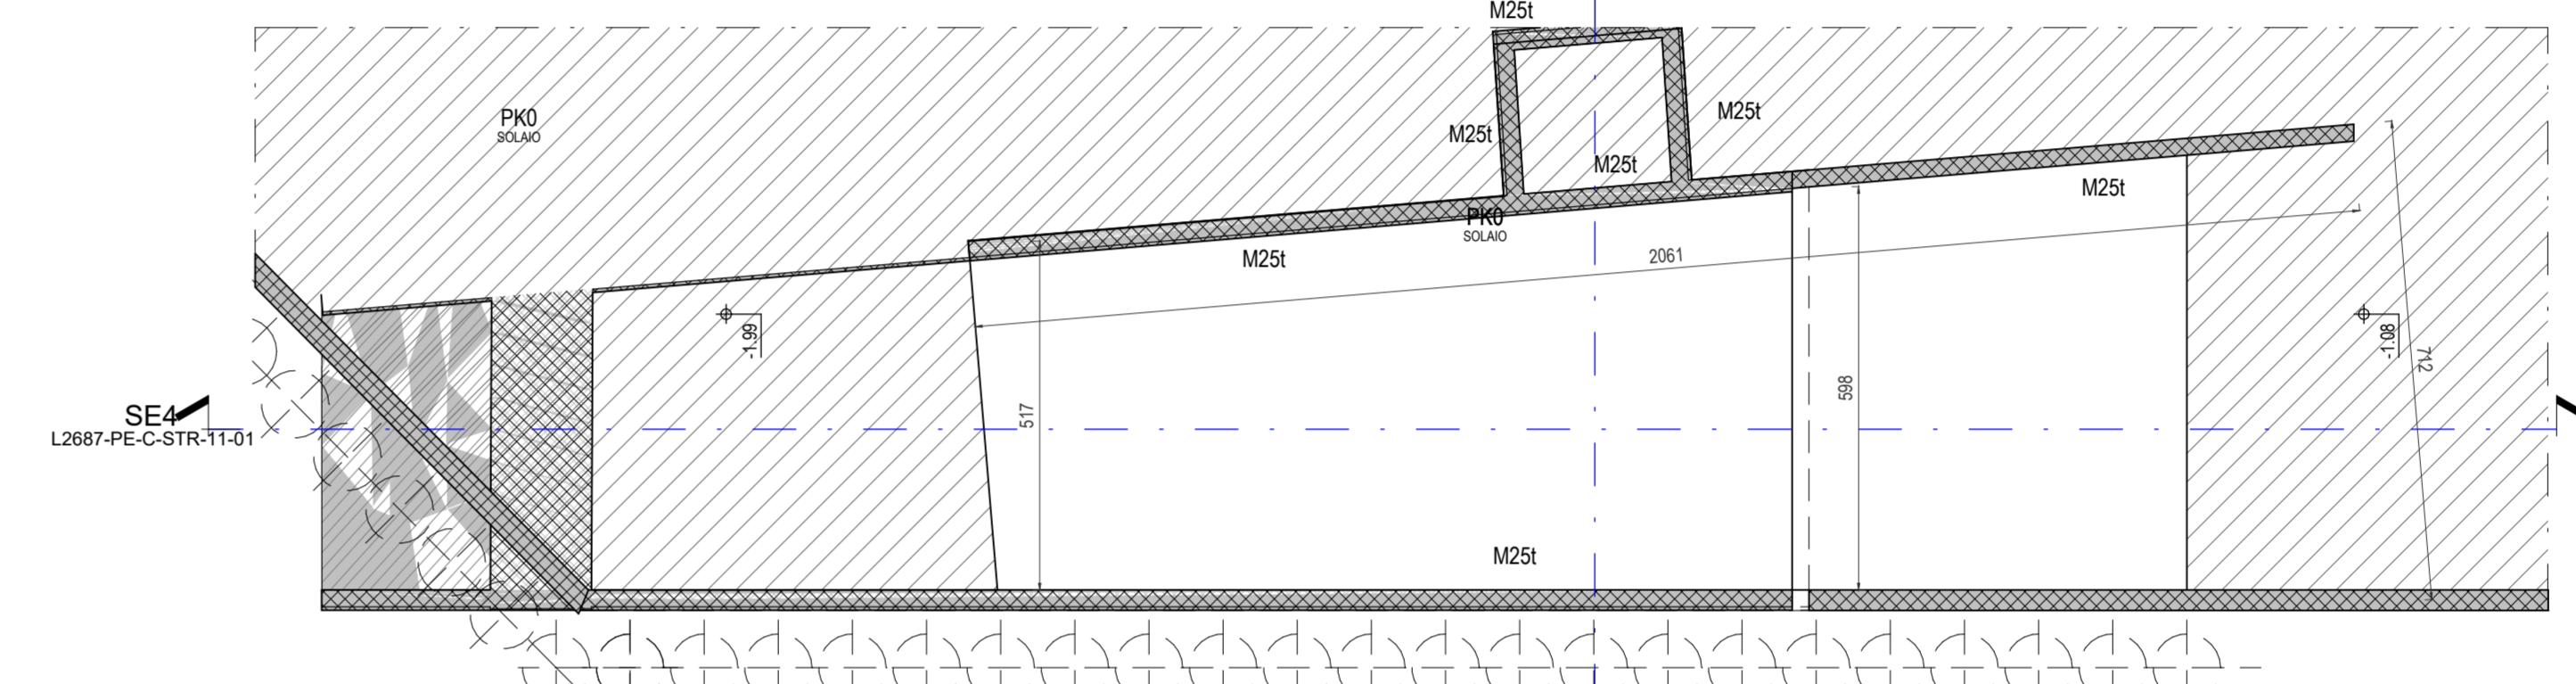 M25t
PK0
SOLAIO
M25t
M25t
M25t
M25t
PK0
SOLAIO
M25t
2061
-1.99
-1.08
712
598
517
SE4
L2687-PE-C-STR-11-01
M25t